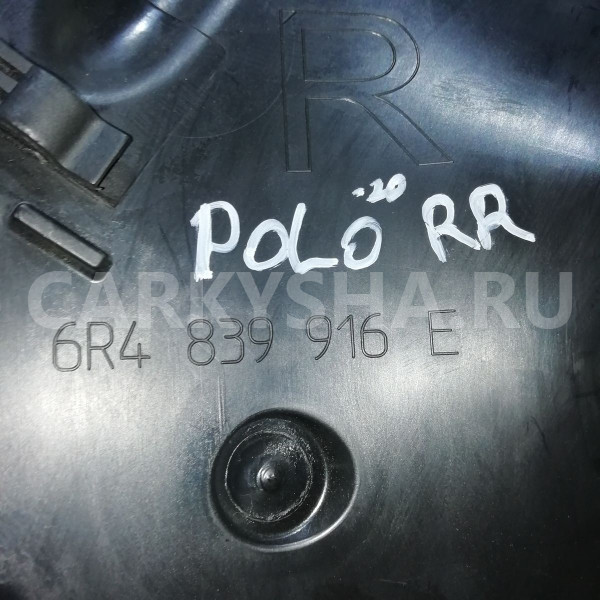 R
-20
POLO RR
CARKYSHA.RU
6R4 839 916 E